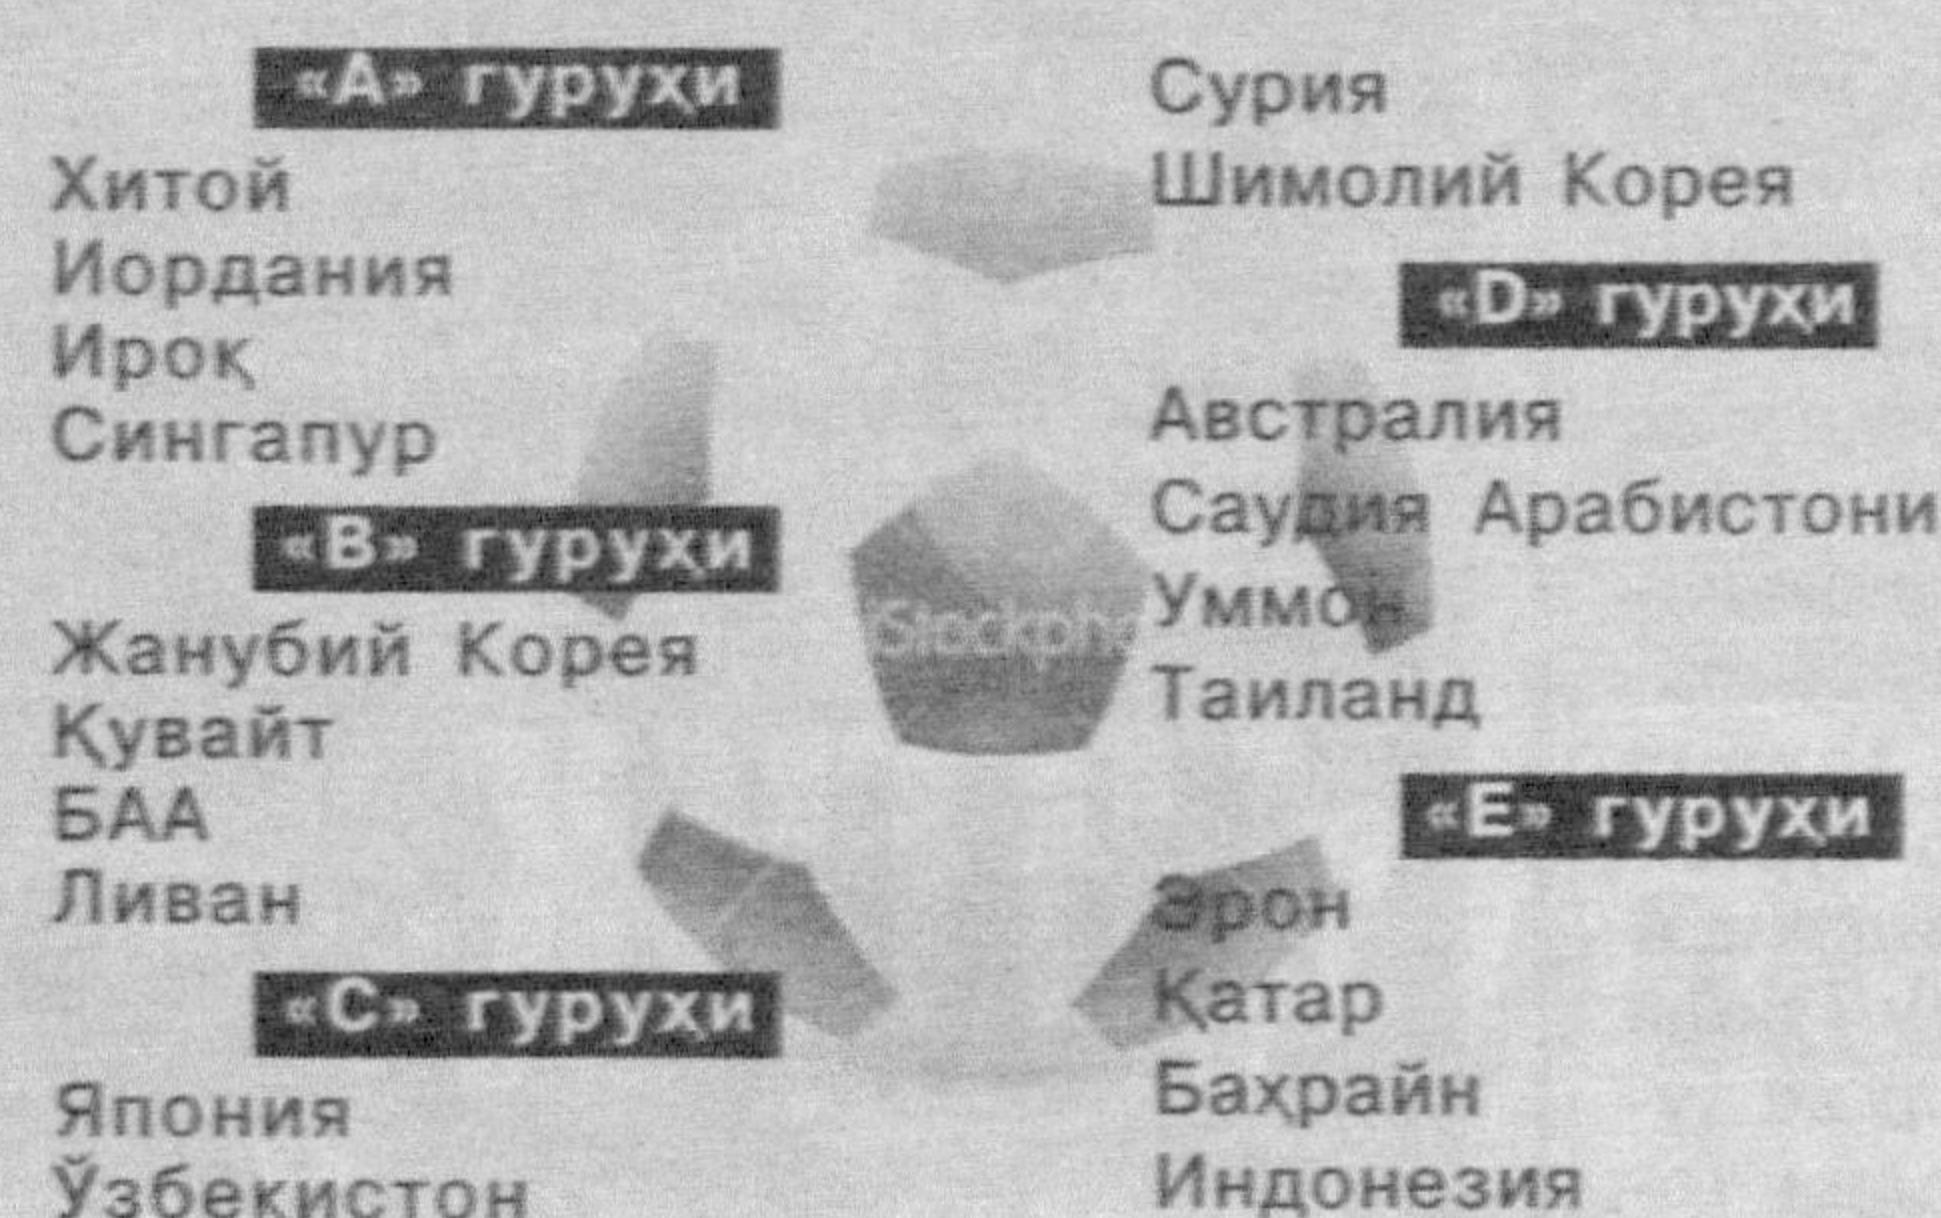 «A» гуруҳи
Хитой
Иордания
Ироқ
Сингапур
«B» гуруҳи
Жанубий Корея
Қувайт
БАА
Ливан
«C» гуруҳи
Япония
Ўзбекистон
Сурия
Шимолий Корея
«D» гуруҳи
Австралия
Саудия Арабистони
Уммон
Таиланд
«E» гуруҳи
Эрон
Қатар
Баҳрайн
Индонезия
iStockpho